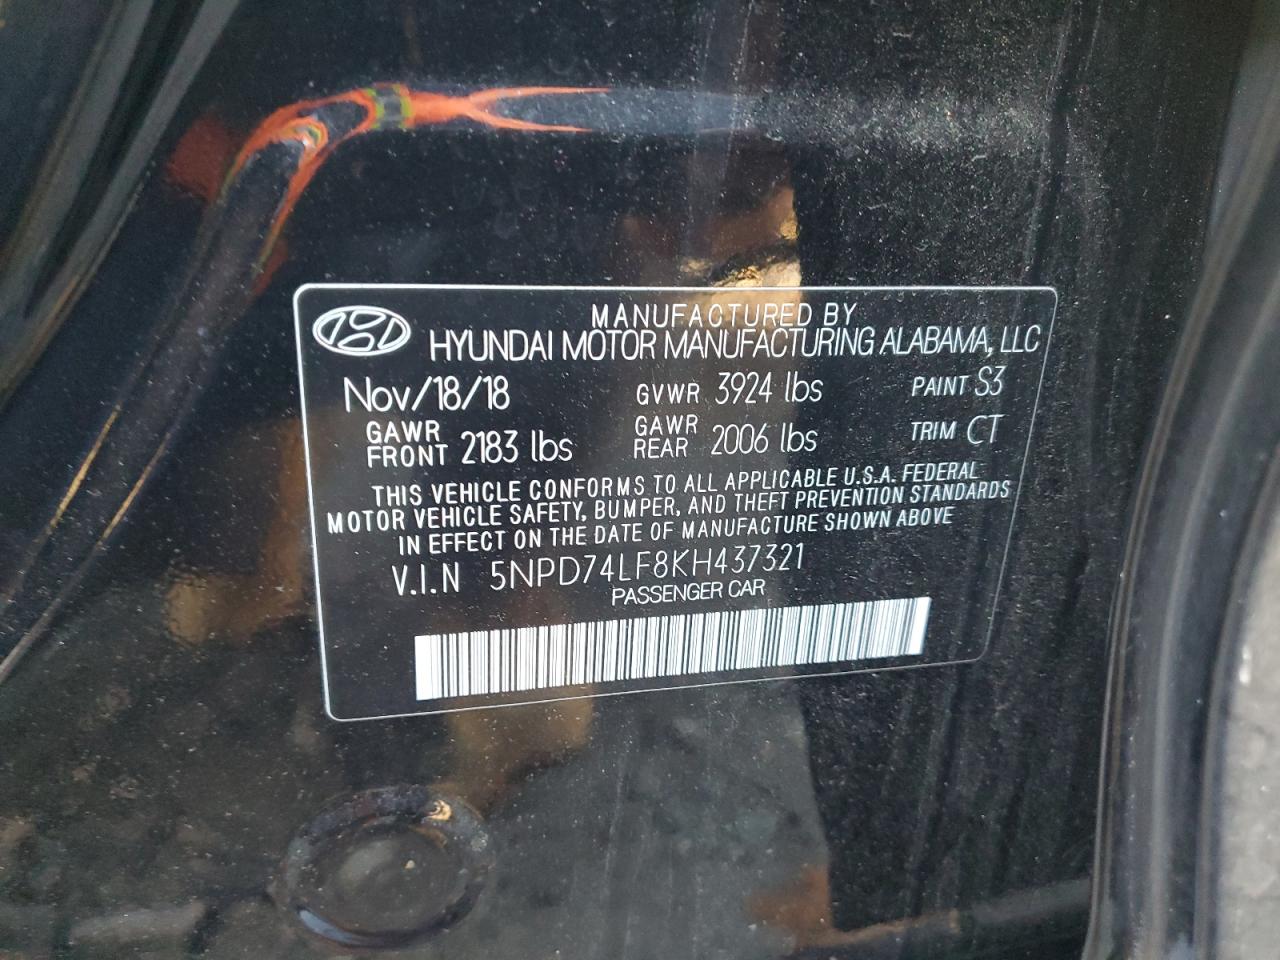 MANUFACTURED BY
HYUNDAI MOTOR MANUFACTURING ALABAMA, LLC
Nov/18/18 GVWR 3924 lbs PAINT S3
GAWR FRONT 2183 lbs GAWR REAR 2006 lbs TRIM CT
THIS VEHICLE CONFORMS TO ALL APPLICABLE U.S.A. FEDERAL
MOTOR VEHICLE SAFETY, BUMPER, AND THEFT PREVENTION STANDARDS
IN EFFECT ON THE DATE OF MANUFACTURE SHOWN ABOVE
V.I.N 5NPD74LF8KH437321
PASSENGER CAR